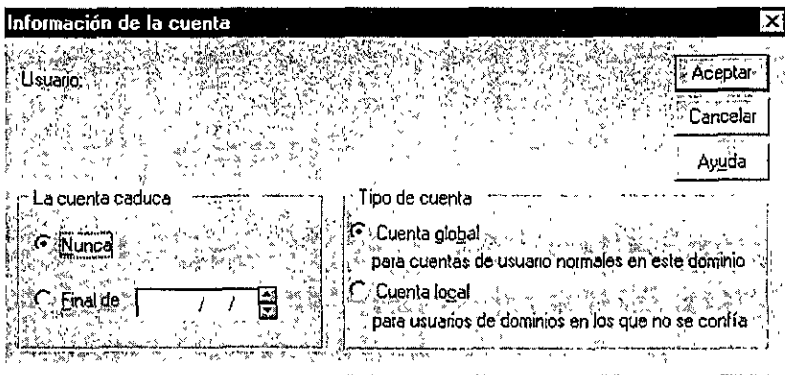 Información de la cuenta
Usuario:
Aceptar
Cancelar
Ayuda
La cuenta caduca
Nunca
Final de / /
Tipo de cuenta
Cuenta global
para cuentas de usuario normales en este dominio
Cuenta local
para usuarios de dominios en los que no se confía